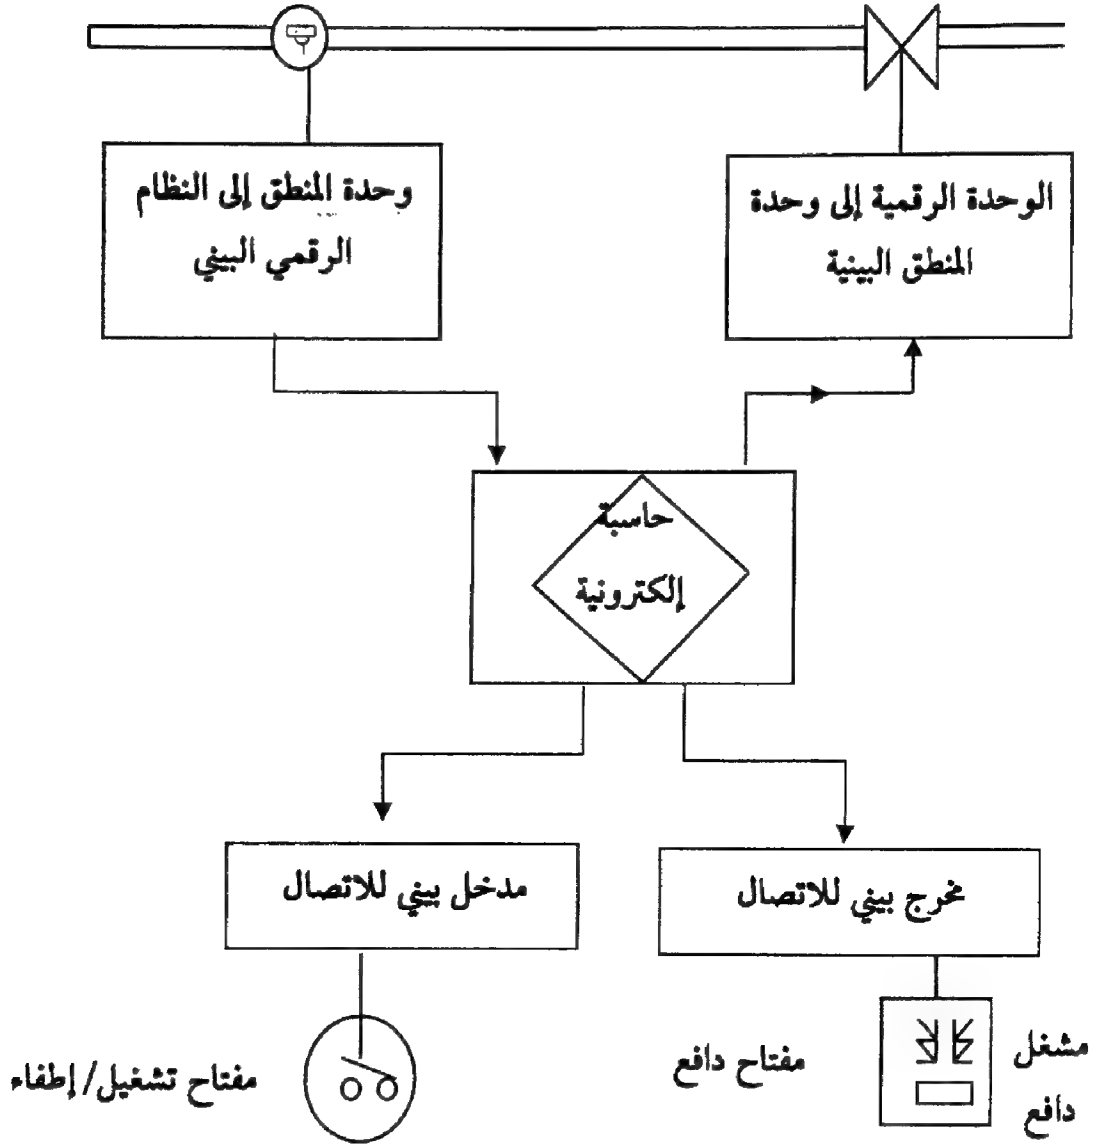 وحدة المنطق إلى النظام
الرقمي البيني
الوحدة الرقمية إلى وحدة
المنطق البينية
حاسبة
إلكترونية
مدخل بيني للاتصال
مخرج بيني للاتصال
مفتاح تشغيل/إطفاء
مفتاح دافع
مشغل
دافع